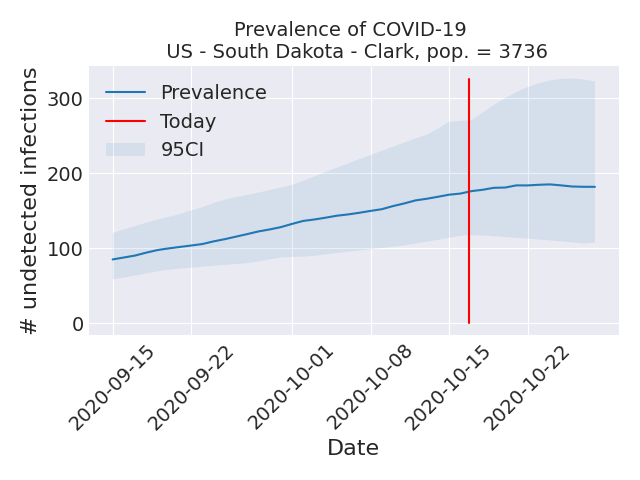 Prevalence of COVID-19
US - South Dakota - Clark, pop. = 3736
# undetected infections
300
200
100
0
Prevalence
Today
95CI
2020-09-15
2020-09-22
2020-10-01
2020-10-08
2020-10-15
2020-10-22
Date